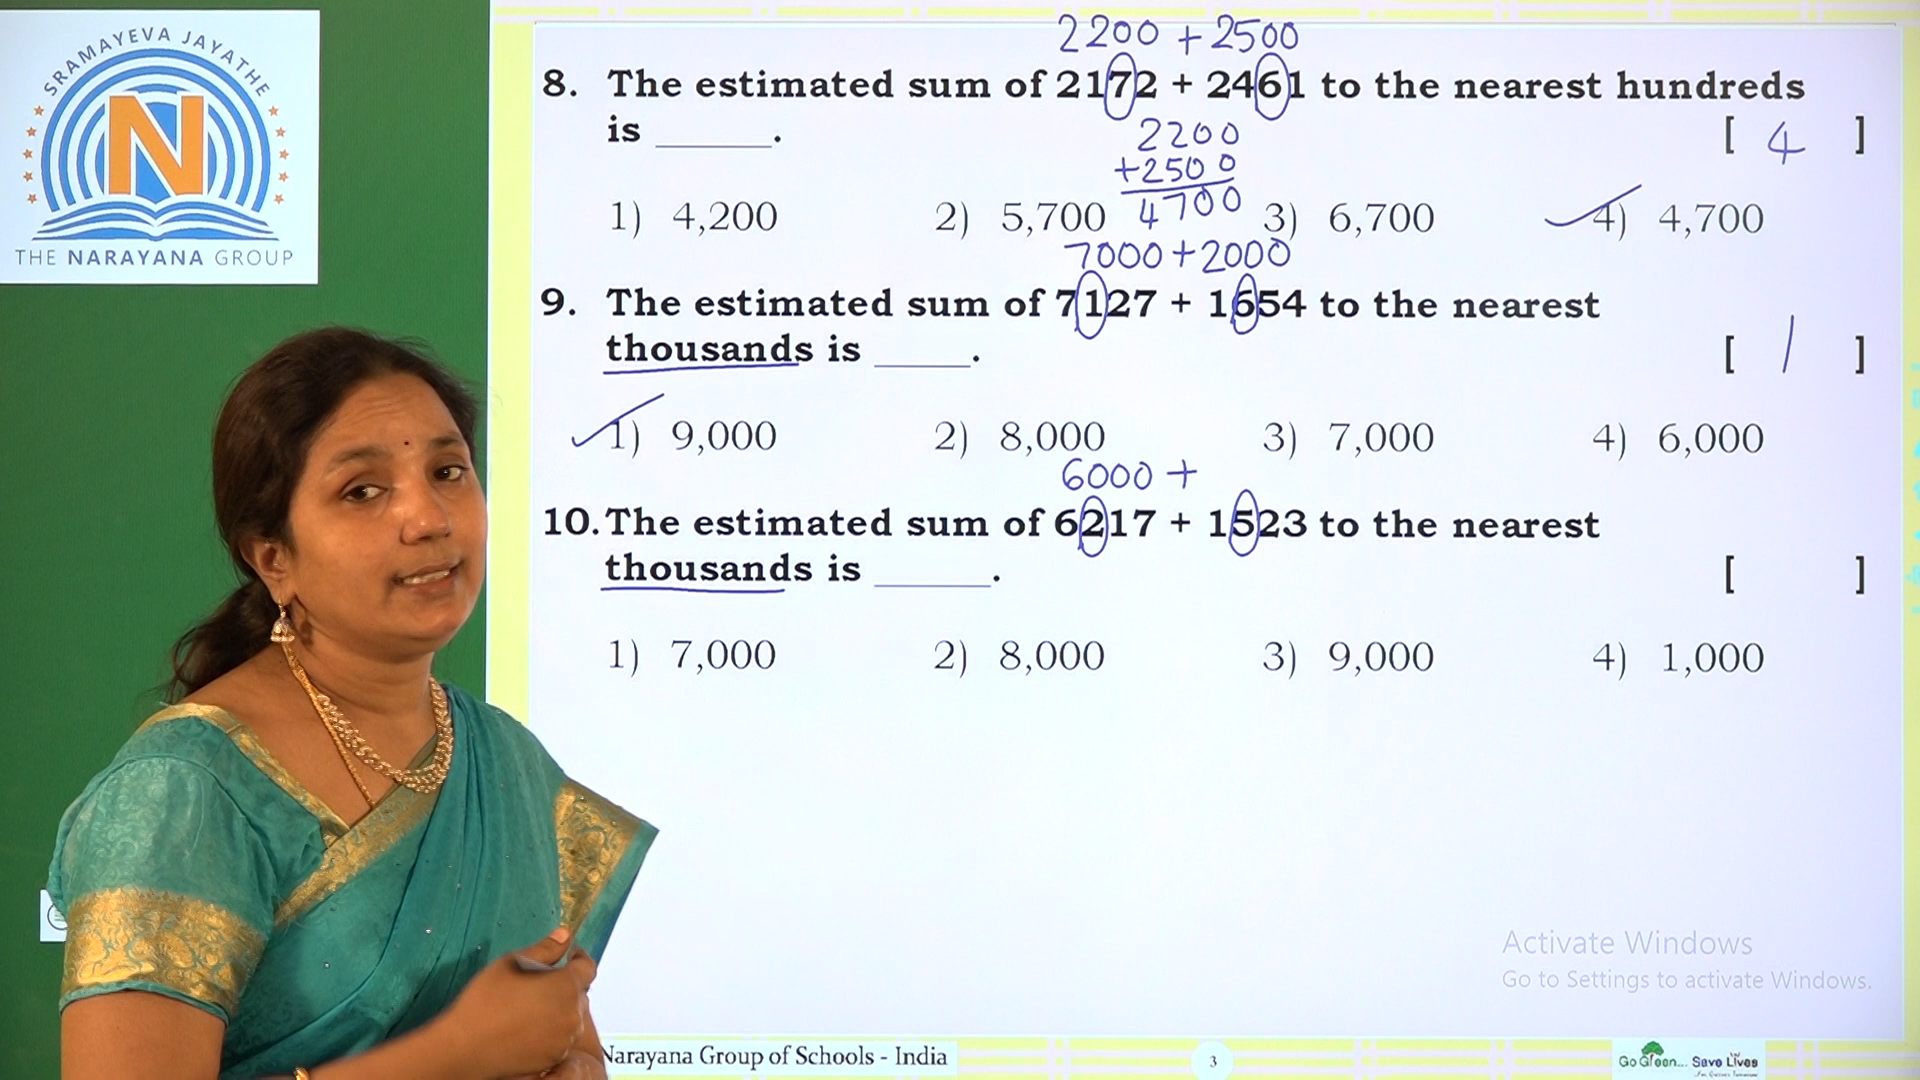 SRAMAYEVA JAYATHE
N
THE NARAYANA GROUP
2200 + 2500
8. The estimated sum of 2172 + 2461 to the nearest hundreds
is ______. [ 4 ]
2200
+2500
4700
1) 4,200 2) 5,700 3) 6,700 4) 4,700
7000+2000
9. The estimated sum of 7127 + 1654 to the nearest
thousands is _____. [ 1 ]
1) 9,000 2) 8,000 3) 7,000 4) 6,000
6000 +
10. The estimated sum of 6217 + 1523 to the nearest
thousands is ______. [ ]
1) 7,000 2) 8,000 3) 9,000 4) 1,000
Activate Windows
Go to Settings to activate Windows.
Narayana Group of Schools - India
3
Go Green... Save Lives